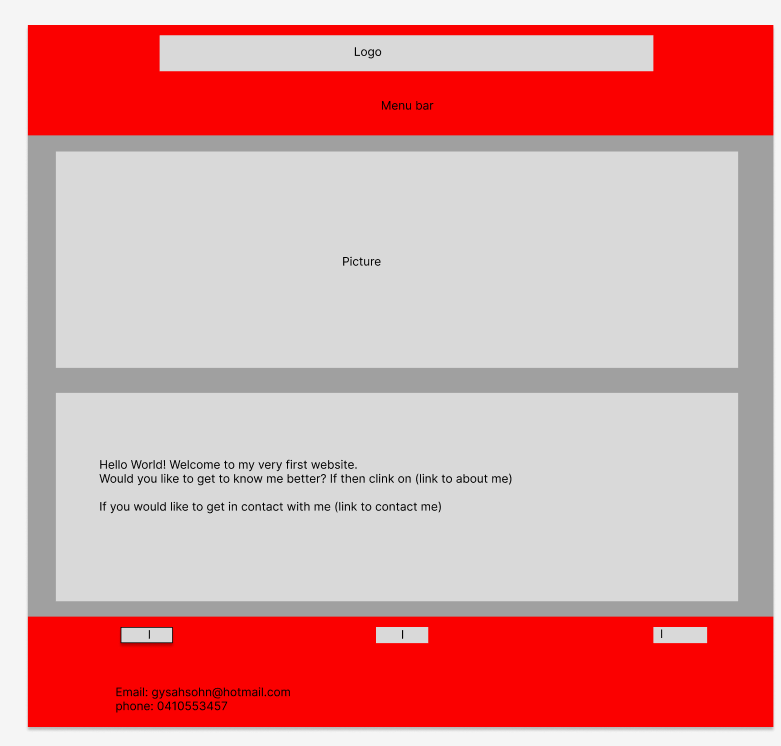 Logo
Menu bar
Picture
Hello World! Welcome to my very first website.
Would you like to get to know me better? If then clink on (link to about me)
If you would like to get in contact with me (link to contact me)
I
I
I
Email: gysahsohn@hotmail.com
phone: 0410553457